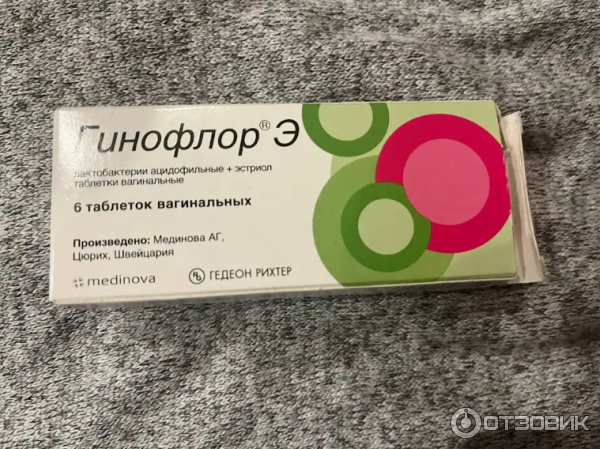 Гинофлор® Э
лактобактерии ацидофильные + эстриол
таблетки вагинальные
6 таблеток вагинальных
Произведено: Мединова АГ,
Цюрих, Швейцария
medinova
ГЕДЕОН РИХТЕР
ОТЗОВИК